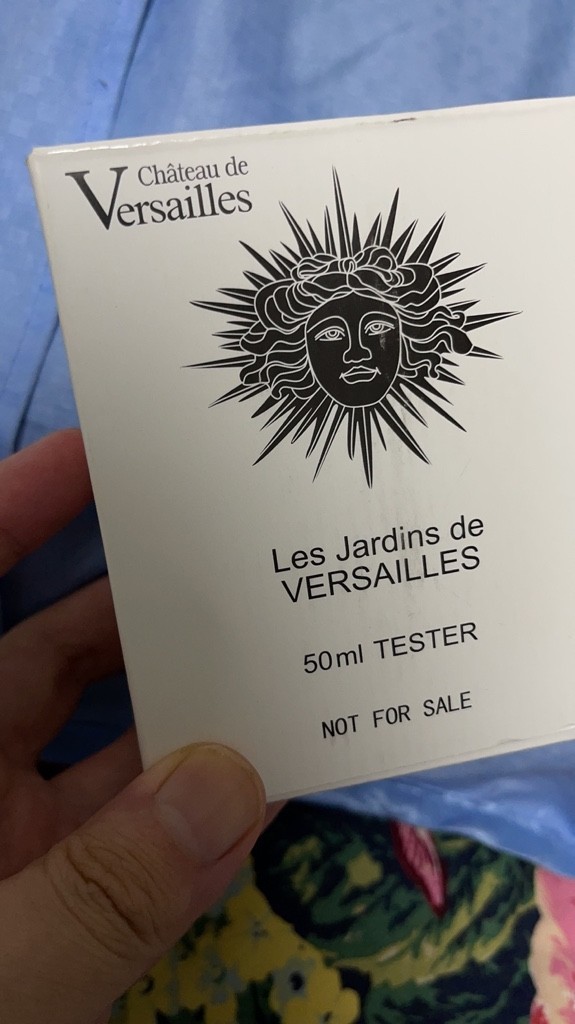 Château de
Versailles
Les Jardins de
VERSAILLES
50ml TESTER
NOT FOR SALE